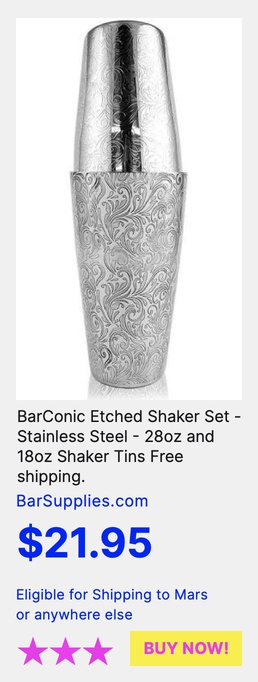 BarConic Etched Shaker Set -
Stainless Steel - 28oz and
18oz Shaker Tins Free
shipping.
BarSupplies.com
$21.95
Eligible for Shipping to Mars
or anywhere else
BUY NOW!